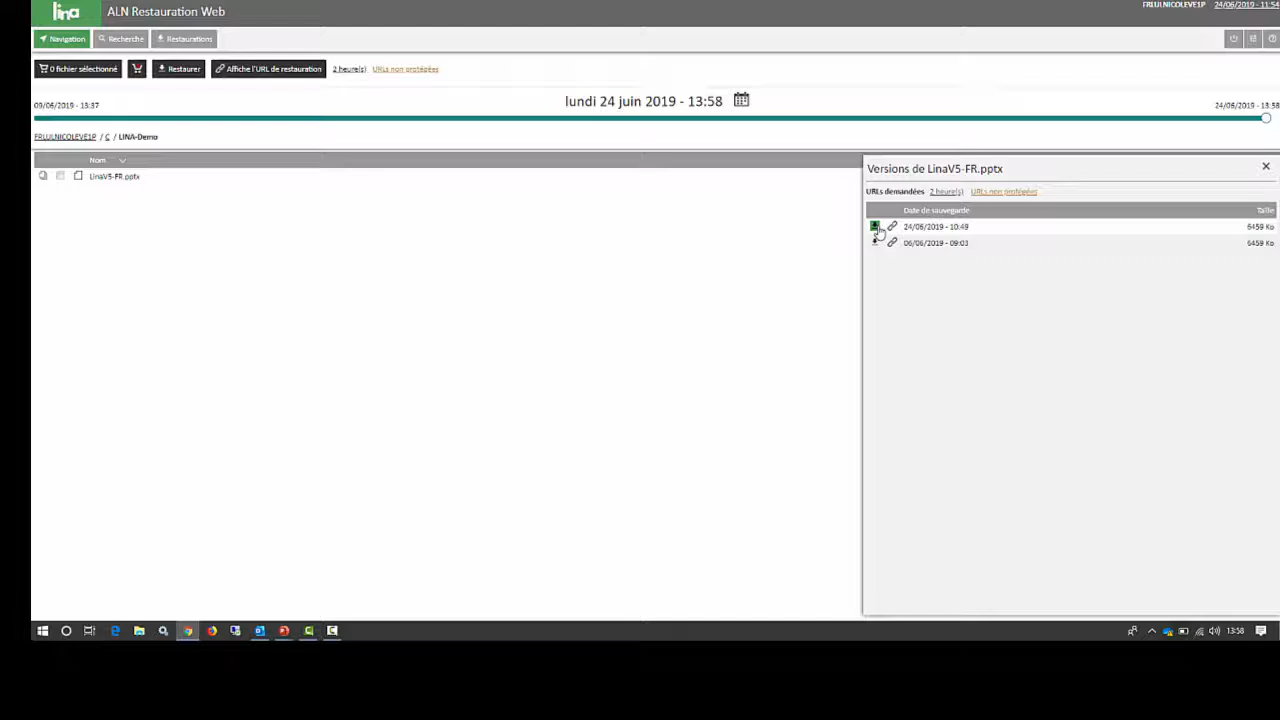 lina
ALN Restauration Web
FRLULNICOLEVE1P 24/06/2019 - 11:54
Navigation Recherche Restaurations
0 fichier sélectionné Restaurer Affiche l'URL de restauration 2 heure(s) URLs non protégées
lundi 24 juin 2019 - 13:58
09/06/2019 - 13:37
24/06/2019 - 13:58
FRLULNICOLEVE1P / C / LINA-Demo
Nom
LinaV5-FR.pptx
Versions de LinaV5-FR.pptx
URLs demandées 2 heure(s) URLs non protégées
Date de sauvegarde Taille
24/06/2019 - 10:49 6459 Ko
06/06/2019 - 09:03 6459 Ko
13:58